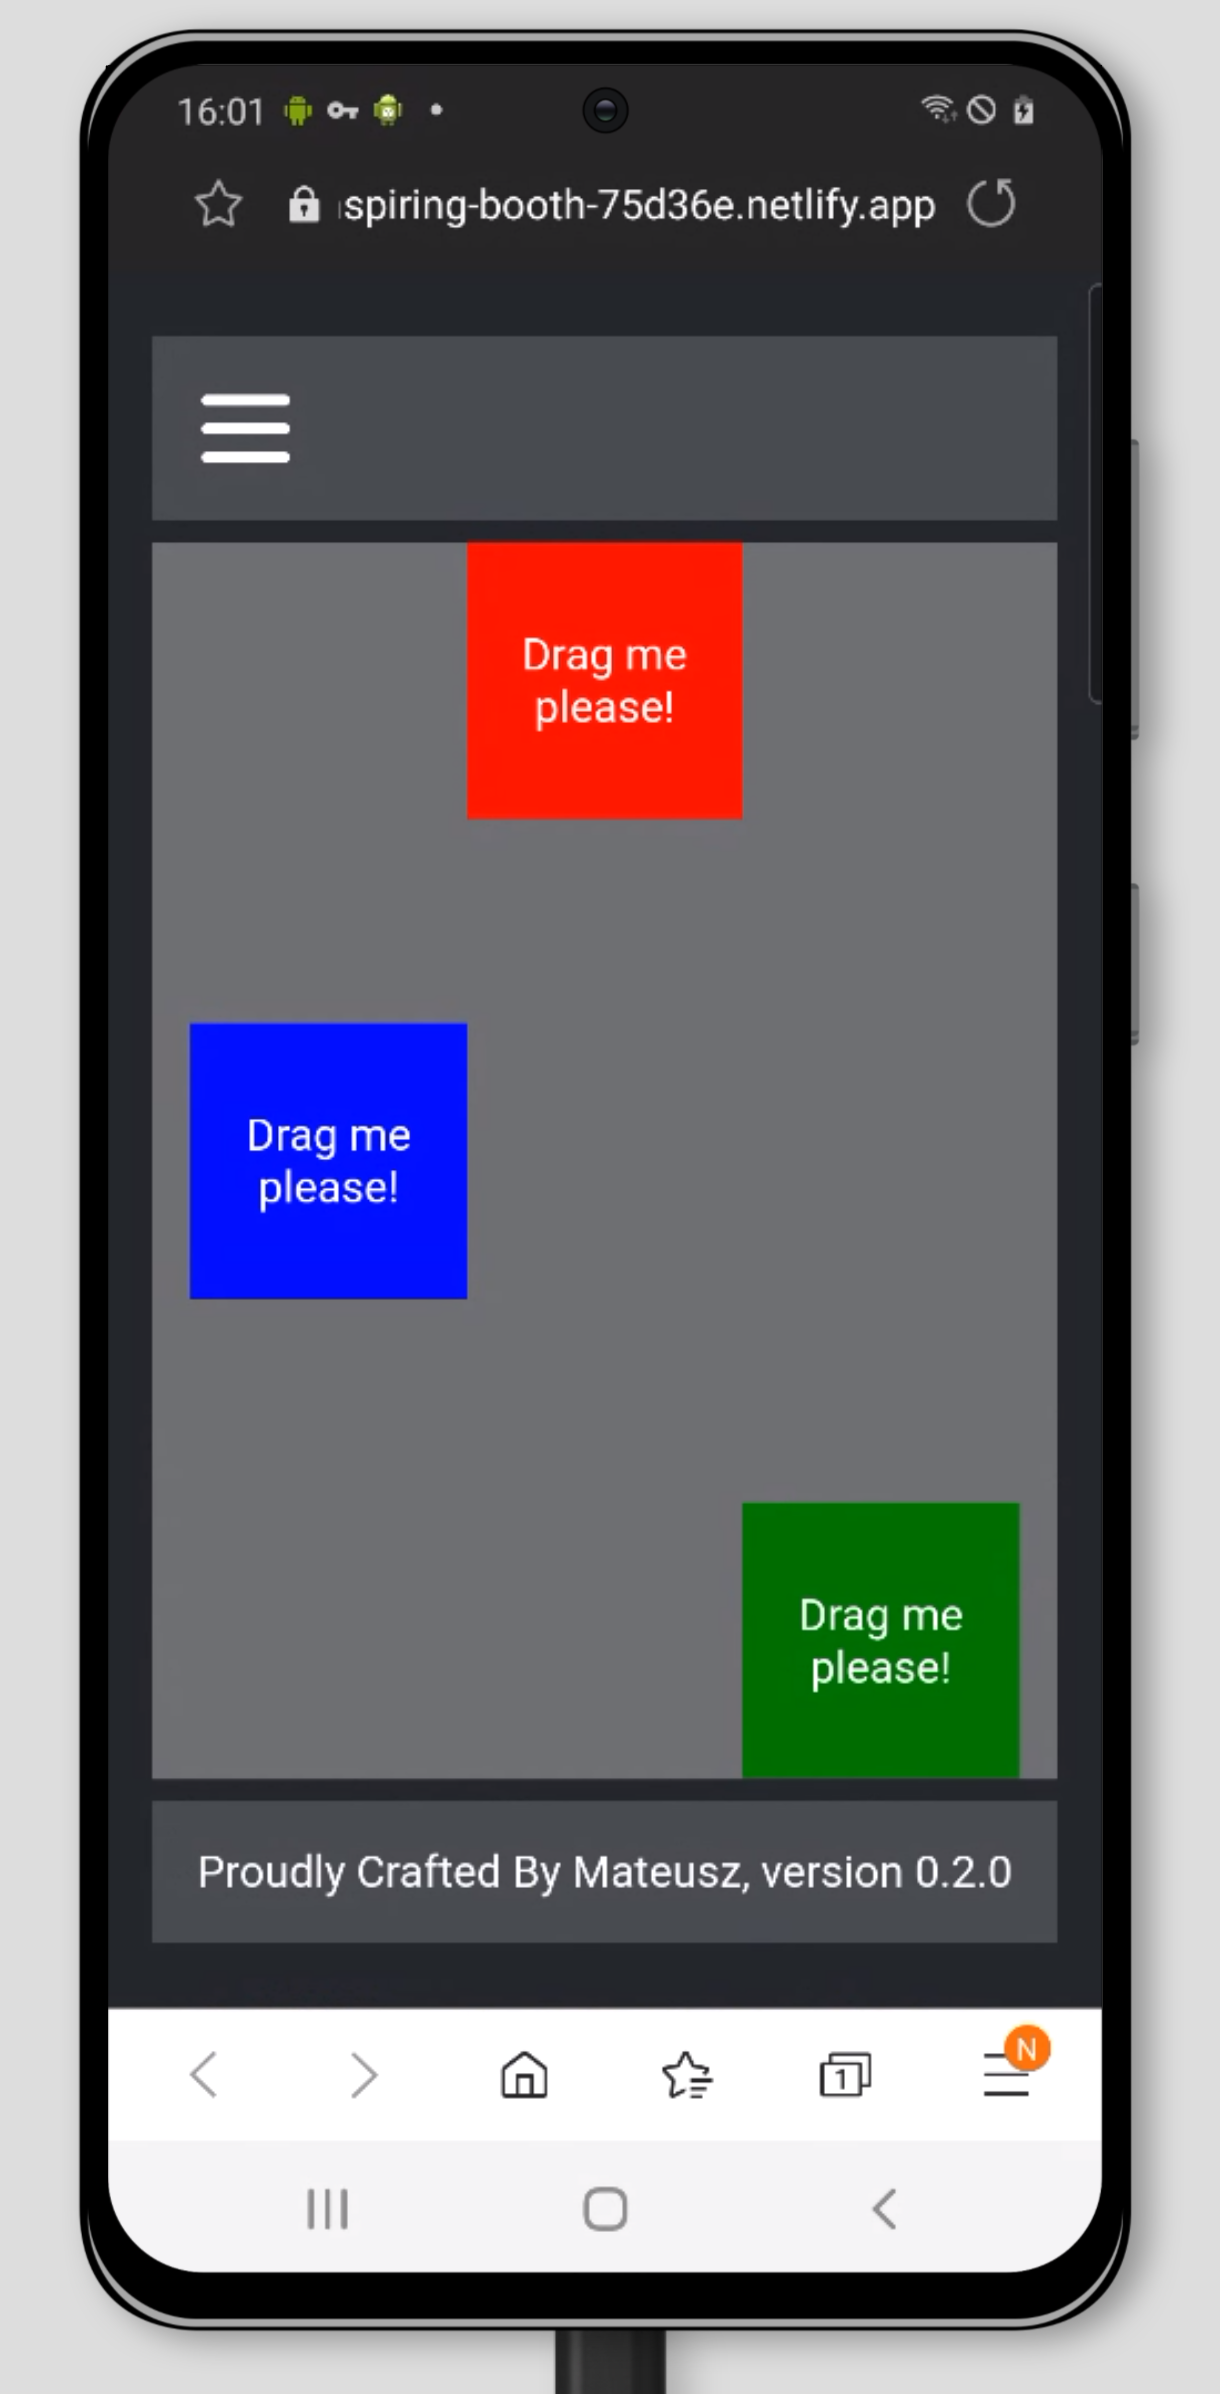 16:01
spiring-booth-75d36e.netlify.app
Drag me
please!
Drag me
please!
Drag me
please!
Proudly Crafted By Mateusz, version 0.2.0
1
N